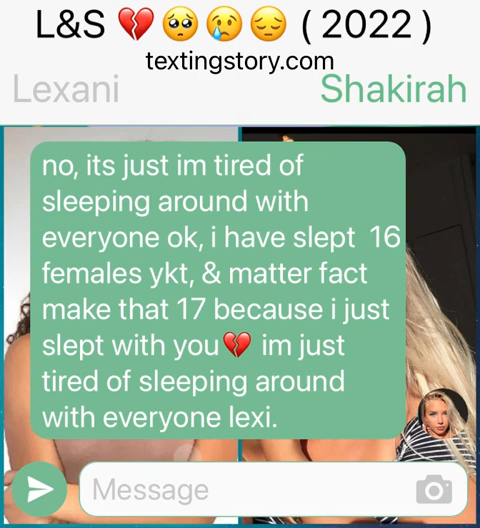 L&S 💔🥺😢😔 ( 2022 )
textingstory.com
Lexani Shakirah
no, its just im tired of
sleeping around with
everyone ok, i have slept 16
females ykt, & matter fact
make that 17 because i just
slept with you💔 im just
tired of sleeping around
with everyone lexi.
Message